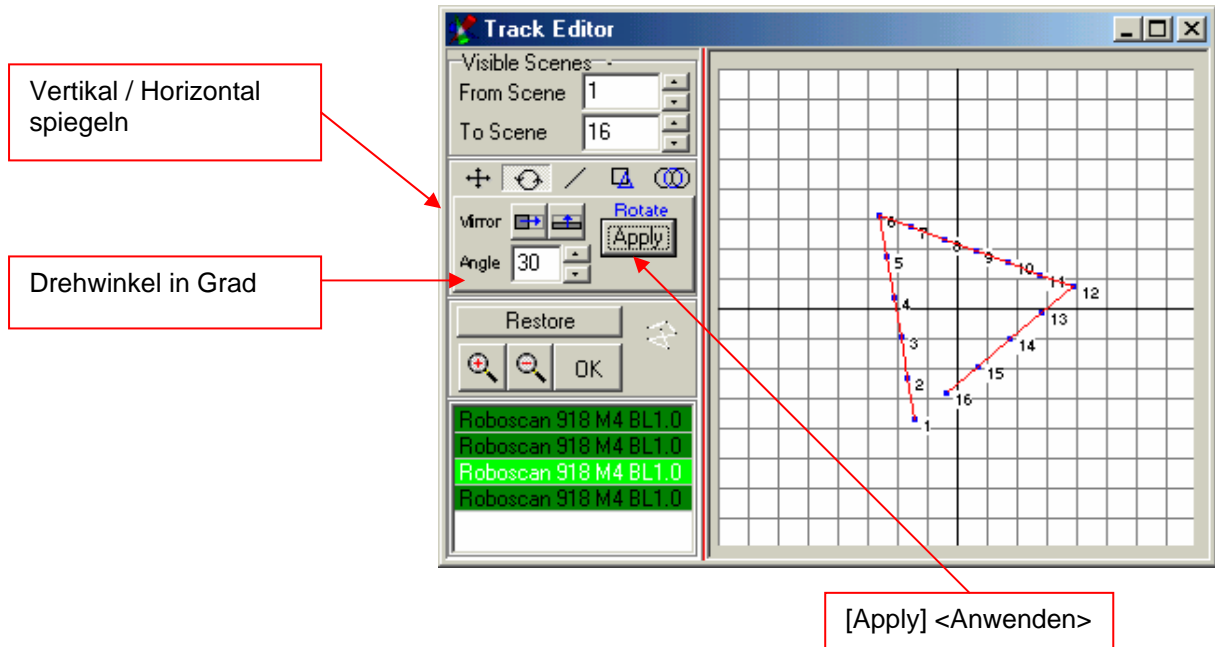 Track Editor
Vertikal / Horizontal
spiegeln
Visible Scenes
From Scene 1
To Scene 16
Mirror
Rotate
Apply
Angle 30
Drehwinkel in Grad
Restore
OK
Roboscan 918 M4 BL1.0
Roboscan 918 M4 BL1.0
Roboscan 918 M4 BL1.0
Roboscan 918 M4 BL1.0
6
7
8
9
10
11
12
5
4
13
3
14
2
15
16
1
[Apply] <Anwenden>